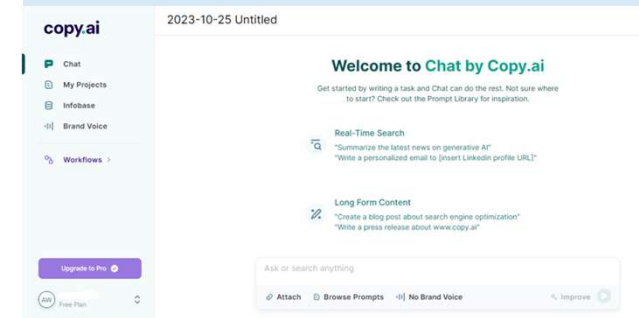 copy.ai
2023-10-25 Untitled
Chat
My Projects
Infobase
Brand Voice
Workflows >
Welcome to Chat by Copy.ai
Get started by writing a task and Chat can do the rest. Not sure where
to start? Check out the Prompt Library for inspiration.
Real-Time Search
"Summarize the latest news on generative AI"
"Write a personalized email to [insert Linkedin profile URL]"
Long Form Content
"Create a blog post about search engine optimization"
"Write a press release about www.copy.ai"
Upgrade to Pro
AW
Free Plan
Ask or search anything
Attach
Browse Prompts
No Brand Voice
Improve